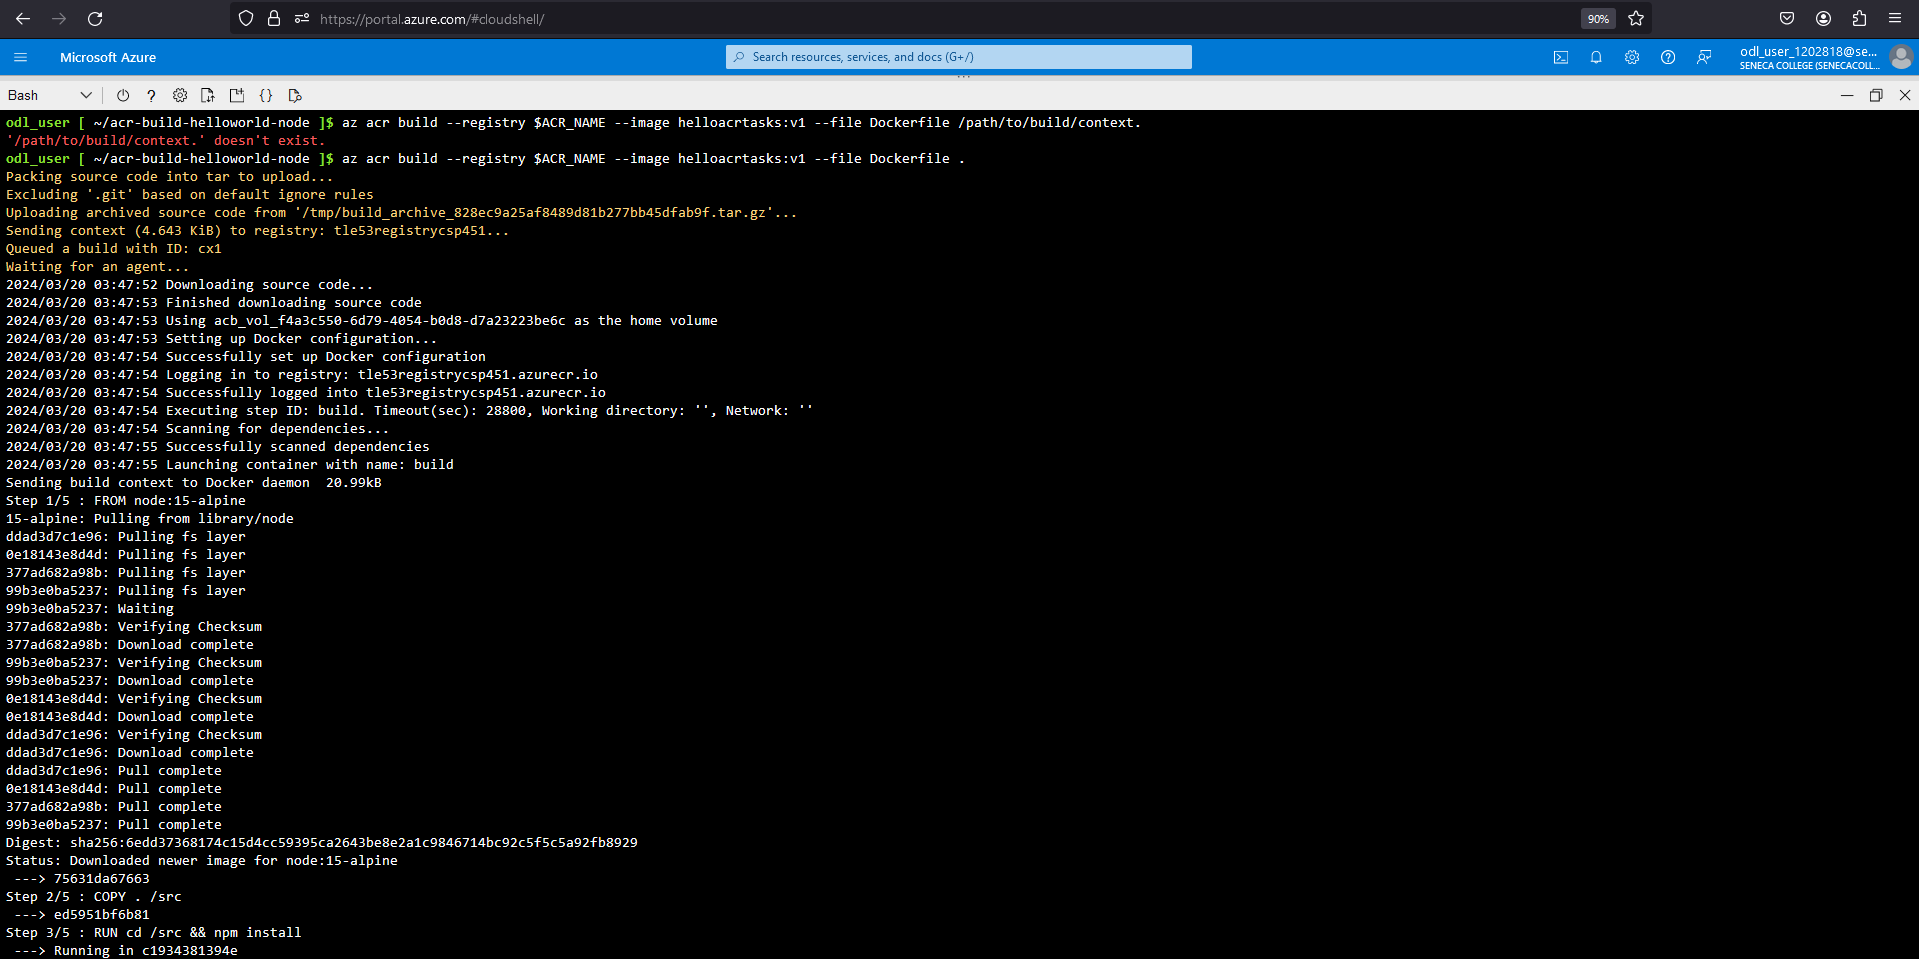 https://portal.azure.com/#cloudshell/
90%
Microsoft Azure
Search resources, services, and docs (G+/)
odl_user_1202818@se...
SENECA COLLEGE (SENECACOLL...
Bash
odl_user [ ~/acr-build-helloworld-node ]$ az acr build --registry $ACR_NAME --image helloacrtasks:v1 --file Dockerfile /path/to/build/context.
'/path/to/build/context.' doesn't exist.
odl_user [ ~/acr-build-helloworld-node ]$ az acr build --registry $ACR_NAME --image helloacrtasks:v1 --file Dockerfile .
Packing source code into tar to upload...
Excluding '.git' based on default ignore rules
Uploading archived source code from '/tmp/build_archive_828ec9a25af8489d81b277bb45dfab9f.tar.gz'...
Sending context (4.643 KiB) to registry: tle53registrycsp451...
Queued a build with ID: cx1
Waiting for an agent...
2024/03/20 03:47:52 Downloading source code...
2024/03/20 03:47:53 Finished downloading source code
2024/03/20 03:47:53 Using acb_vol_f4a3c550-6d79-4054-b0d8-d7a23223be6c as the home volume
2024/03/20 03:47:53 Setting up Docker configuration...
2024/03/20 03:47:54 Successfully set up Docker configuration
2024/03/20 03:47:54 Logging in to registry: tle53registrycsp451.azurecr.io
2024/03/20 03:47:54 Successfully logged into tle53registrycsp451.azurecr.io
2024/03/20 03:47:54 Executing step ID: build. Timeout(sec): 28800, Working directory: '', Network: ''
2024/03/20 03:47:54 Scanning for dependencies...
2024/03/20 03:47:55 Successfully scanned dependencies
2024/03/20 03:47:55 Launching container with name: build
Sending build context to Docker daemon  20.99kB
Step 1/5 : FROM node:15-alpine
15-alpine: Pulling from library/node
ddad3d7c1e96: Pulling fs layer
0e18143e8d4d: Pulling fs layer
377ad682a98b: Pulling fs layer
99b3e0ba5237: Pulling fs layer
99b3e0ba5237: Waiting
377ad682a98b: Verifying Checksum
377ad682a98b: Download complete
99b3e0ba5237: Verifying Checksum
99b3e0ba5237: Download complete
0e18143e8d4d: Verifying Checksum
0e18143e8d4d: Download complete
ddad3d7c1e96: Verifying Checksum
ddad3d7c1e96: Download complete
ddad3d7c1e96: Pull complete
0e18143e8d4d: Pull complete
377ad682a98b: Pull complete
99b3e0ba5237: Pull complete
Digest: sha256:6edd37368174c15d4cc59395ca2643be8e2a1c9846714bc92c5f5c5a92fb8929
Status: Downloaded newer image for node:15-alpine
 ---> 75631da67663
Step 2/5 : COPY . /src
 ---> ed5951bf6b81
Step 3/5 : RUN cd /src && npm install
 ---> Running in c1934381394e